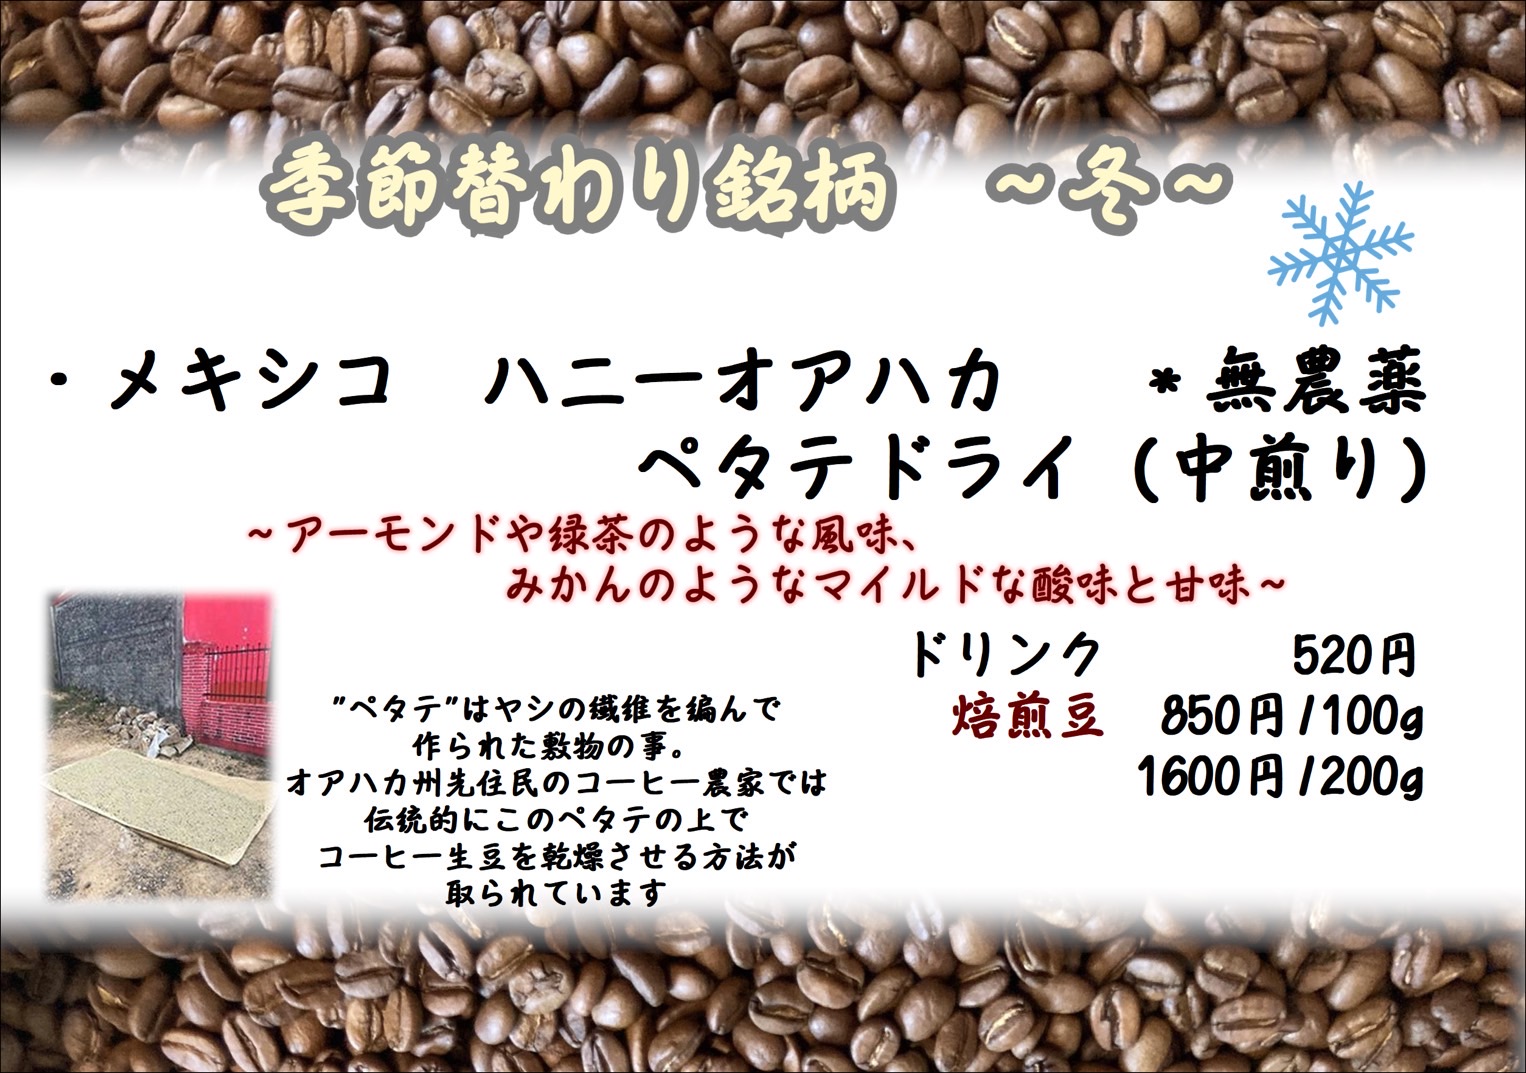 季節替わり銘柄　～冬～
・メキシコ　ハニーオアハカ　＊無農薬
ペタテドライ（中煎り）
～アーモンドや緑茶のような風味、
みかんのようなマイルドな酸味と甘味～
ドリンク　520円
焙煎豆　850円/100g
1600円/200g
"ペタテ"はヤシの繊維を編んで
作られた敷物の事。
オアハカ州先住民のコーヒー農家では
伝統的にこのペタテの上で
コーヒー生豆を乾燥させる方法が
取られています